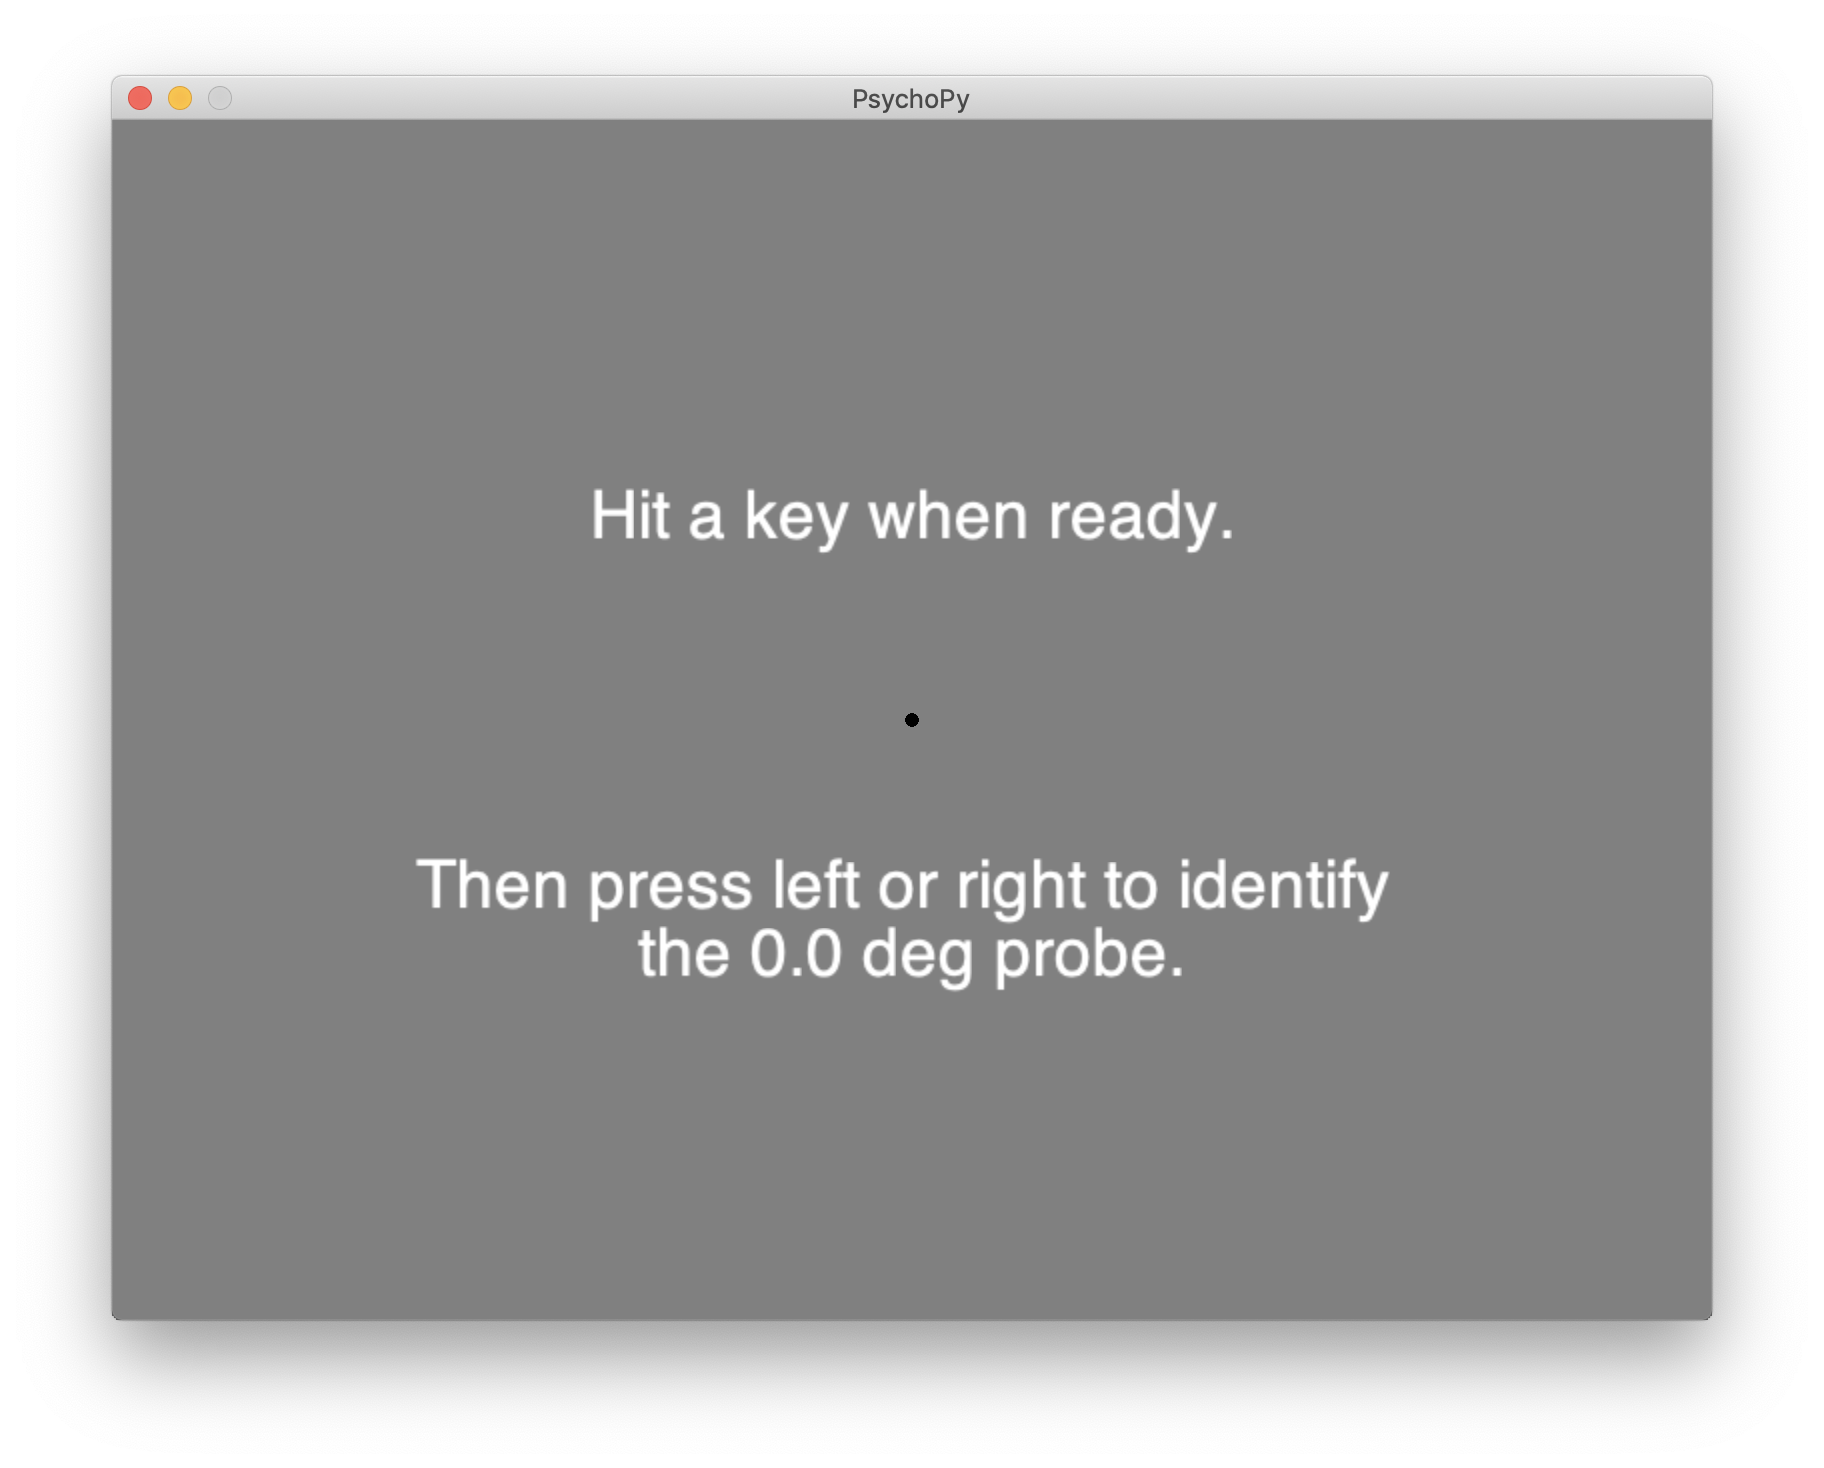 PsychoPy
Hit a key when ready.
Then press left or right to identify
the 0.0 deg probe.